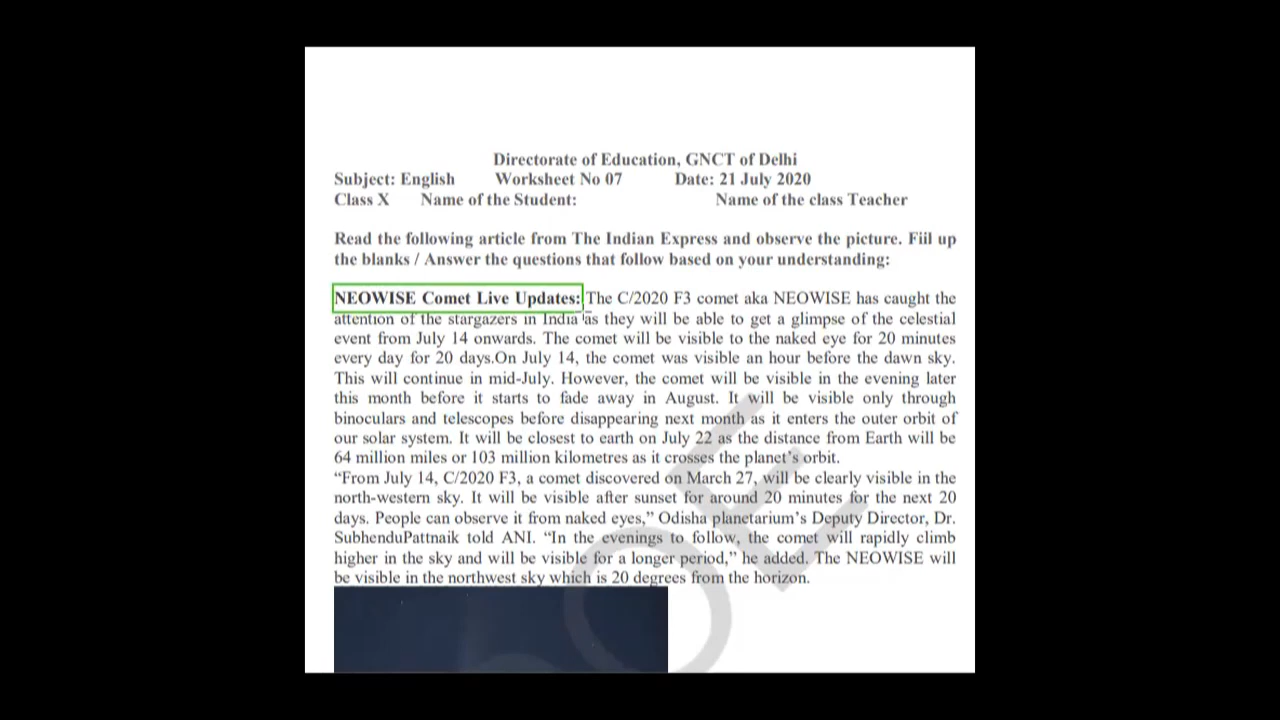 Directorate of Education, GNCT of Delhi
Subject: English Worksheet No 07 Date: 21 July 2020
Class X Name of the Student: Name of the class Teacher
Read the following article from The Indian Express and observe the picture. Fiil up
the blanks / Answer the questions that follow based on your understanding:
NEOWISE Comet Live Updates: The C/2020 F3 comet aka NEOWISE has caught the
attention of the stargazers in India as they will be able to get a glimpse of the celestial
event from July 14 onwards. The comet will be visible to the naked eye for 20 minutes
every day for 20 days.On July 14, the comet was visible an hour before the dawn sky.
This will continue in mid-July. However, the comet will be visible in the evening later
this month before it starts to fade away in August. It will be visible only through
binoculars and telescopes before disappearing next month as it enters the outer orbit of
our solar system. It will be closest to earth on July 22 as the distance from Earth will be
64 million miles or 103 million kilometres as it crosses the planet's orbit.
“From July 14, C/2020 F3, a comet discovered on March 27, will be clearly visible in the
north-western sky. It will be visible after sunset for around 20 minutes for the next 20
days. People can observe it from naked eyes,” Odisha planetarium's Deputy Director, Dr.
SubhenduPattnaik told ANI. “In the evenings to follow, the comet will rapidly climb
higher in the sky and will be visible for a longer period,” he added. The NEOWISE will
be visible in the northwest sky which is 20 degrees from the horizon.
OE